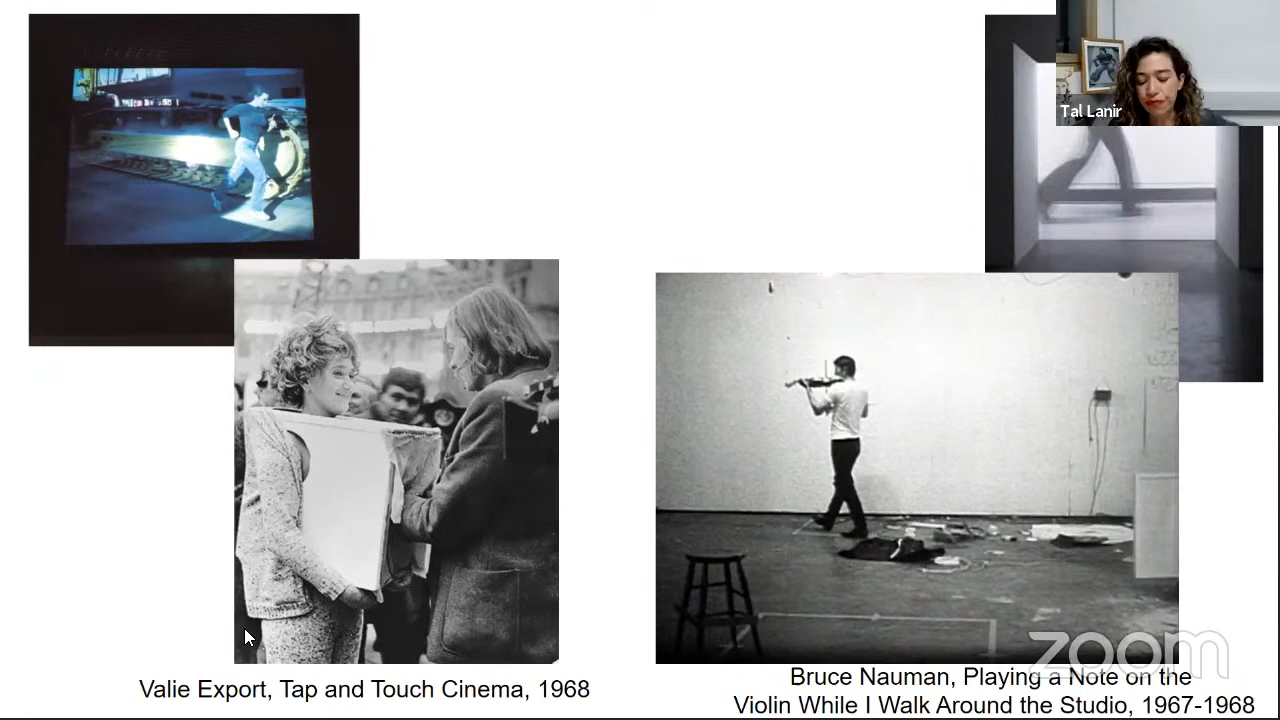 Tal Lanir
zoom
Valie Export, Tap and Touch Cinema, 1968
Bruce Nauman, Playing a Note on the
Violin While I Walk Around the Studio, 1967-1968